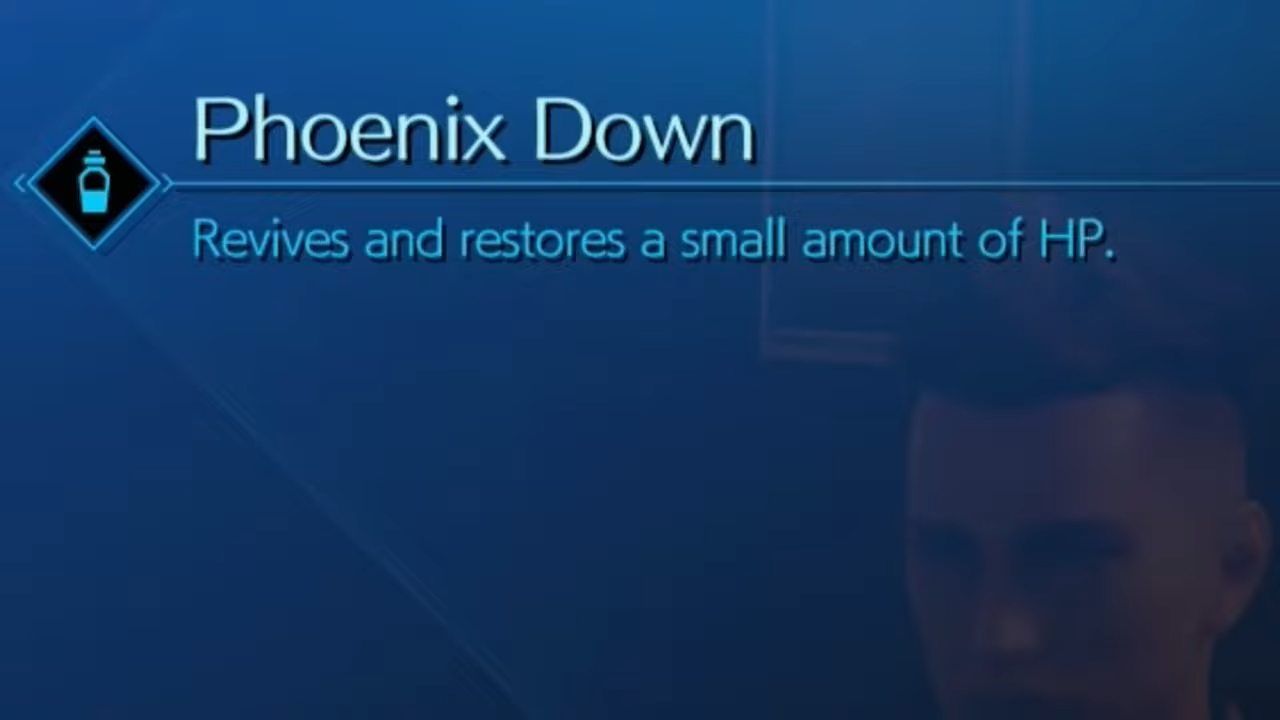 Phoenix Down
Revives and restores a small amount of HP.